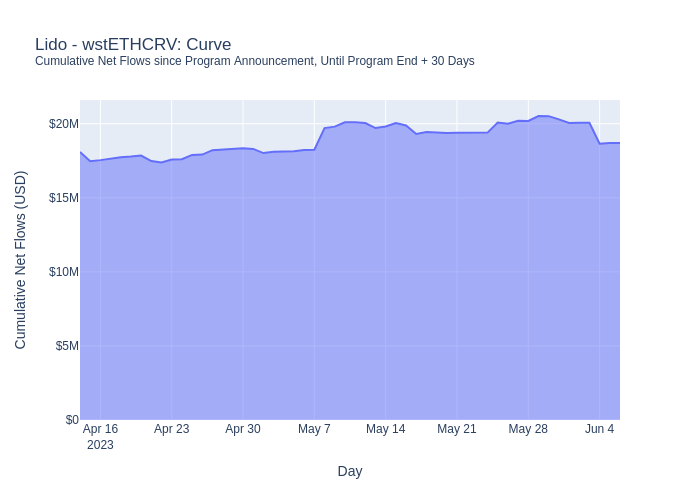 Lido - wstETHCRV: Curve
Cumulative Net Flows since Program Announcement, Until Program End + 30 Days
Cumulative Net Flows (USD)
$20M
$15M
$10M
$5M
$0
Apr 16 Apr 23 Apr 30 May 7 May 14 May 21 May 28 Jun 4
2023
Day